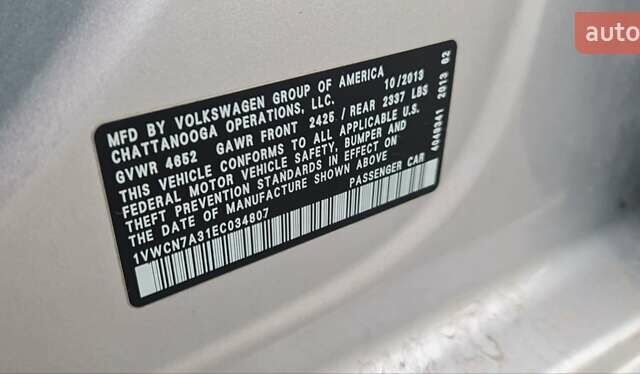 auto
MFD BY VOLKSWAGEN GROUP OF AMERICA
CHATTANOOGA OPERATIONS, LLC. 10/2013
GVWR 4652 GAWR FRONT 2425 / REAR 2337 LBS
THIS VEHICLE CONFORMS TO ALL APPLICABLE U.S.
FEDERAL MOTOR VEHICLE SAFETY, BUMPER AND
THEFT PREVENTION STANDARDS IN EFFECT ON
THE DATE OF MANUFACTURE SHOWN ABOVE
1VWCN7A31EC034807 PASSENGER CAR
4049341 2013 62